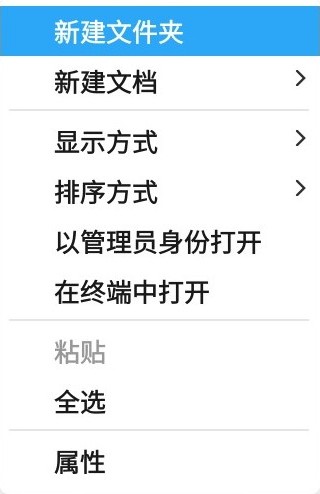 新建文件夹
新建文档
显示方式
排序方式
以管理员身份打开
在终端中打开
粘贴
全选
属性